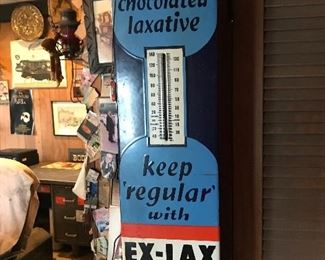 chocolated
laxative
keep
'regular'
with
EX-LAX